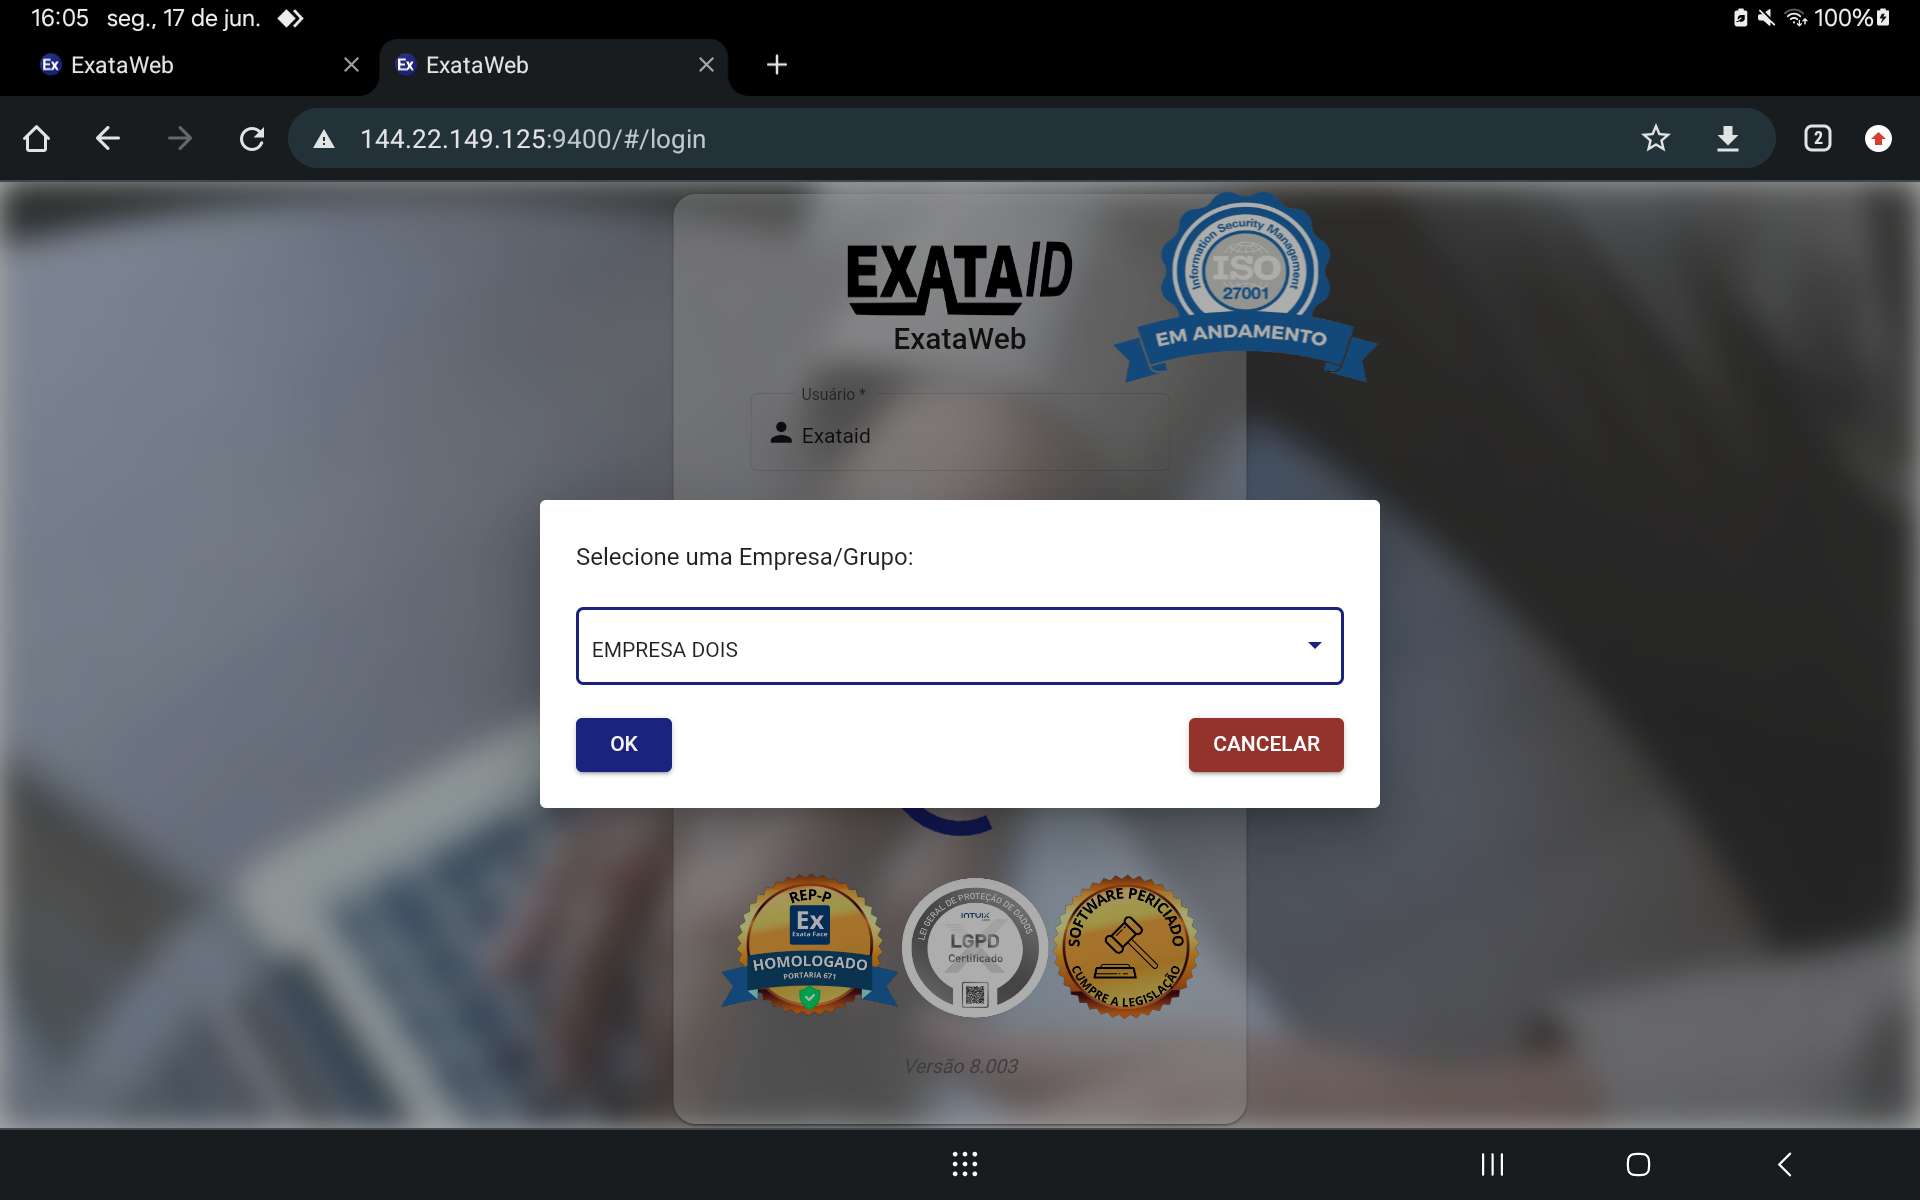 16:05 seg., 17 de jun. 100%
Ex ExataWeb
Ex ExataWeb
144.22.149.125:9400/#/login
2
EXATAID
ExataWeb
Information Security Management
ISO
27001
EM ANDAMENTO
Usuário *
Exataid
Selecione uma Empresa/Grupo:
EMPRESA DOIS
OK
CANCELAR
REP-P
Ex
Exata Face
HOMOLOGADO
PORTARIA 671
LEI GERAL DE PROTEÇÃO DE DADOS
INTUIX
LGPD
Certificado
SOFTWARE PERICIADO
CUMPRE A LEGISLAÇÃO
Versão 8.003